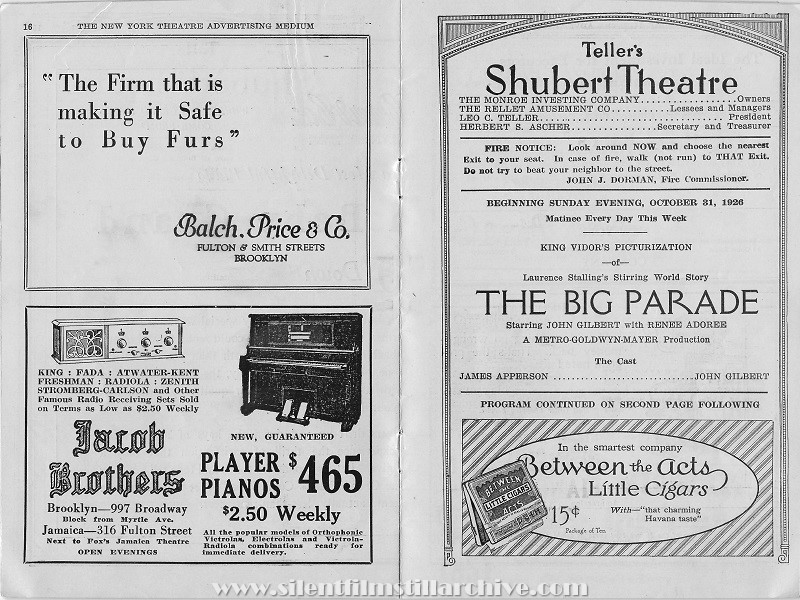 16 THE NEW YORK THEATRE ADVERTISING MEDIUM
"The Firm that is
making it Safe
to Buy Furs"
Balch, Price & Co.
FULTON & SMITH STREETS
BROOKLYN
KING : FADA : ATWATER-KENT
FRESHMAN : RADIOLA : ZENITH
STROMBERG-CARLSON and Other
Famous Radio Receiving Sets Sold
on Terms as Low as $2.50 Weekly
Jacob
Brothers
Brooklyn—997 Broadway
Block from Myrtle Ave.
Jamaica—316 Fulton Street
Next to Fox's Jamaica Theatre
OPEN EVENINGS
NEW, GUARANTEED
PLAYER
PIANOS $465
$2.50 Weekly
All the popular models of Orthophonic
Victrolas, Electrolas and Victrola-
Radiola combinations ready for
immediate delivery.
Teller's
Shubert Theatre
THE MONROE INVESTING COMPANY..................Owners
THE RELLET AMUSEMENT CO...........Lessees and Managers
LEO C. TELLER........................................President
HERBERT S. ASCHER.................Secretary and Treasurer
FIRE NOTICE: Look around NOW and choose the nearest
Exit to your seat. In case of fire, walk (not run) to THAT Exit.
Do not try to beat your neighbor to the street.
JOHN J. DORMAN, Fire Commissioner.
BEGINNING SUNDAY EVENING, OCTOBER 31, 1926
Matinee Every Day This Week
KING VIDOR'S PICTURIZATION
—of—
Laurence Stalling's Stirring World Story
THE BIG PARADE
Starring JOHN GILBERT with RENEE ADOREE
A METRO-GOLDWYN-MAYER Production
The Cast
JAMES APPERSON ..............................JOHN GILBERT
PROGRAM CONTINUED ON SECOND PAGE FOLLOWING
In the smartest company
Between the Acts
Little Cigars
BETWEEN
THE
ACTS
LITTLE CIGARS
15¢
Package of Ten
With—"that charming
Havana taste"
www.silentfilmstillarchive.com